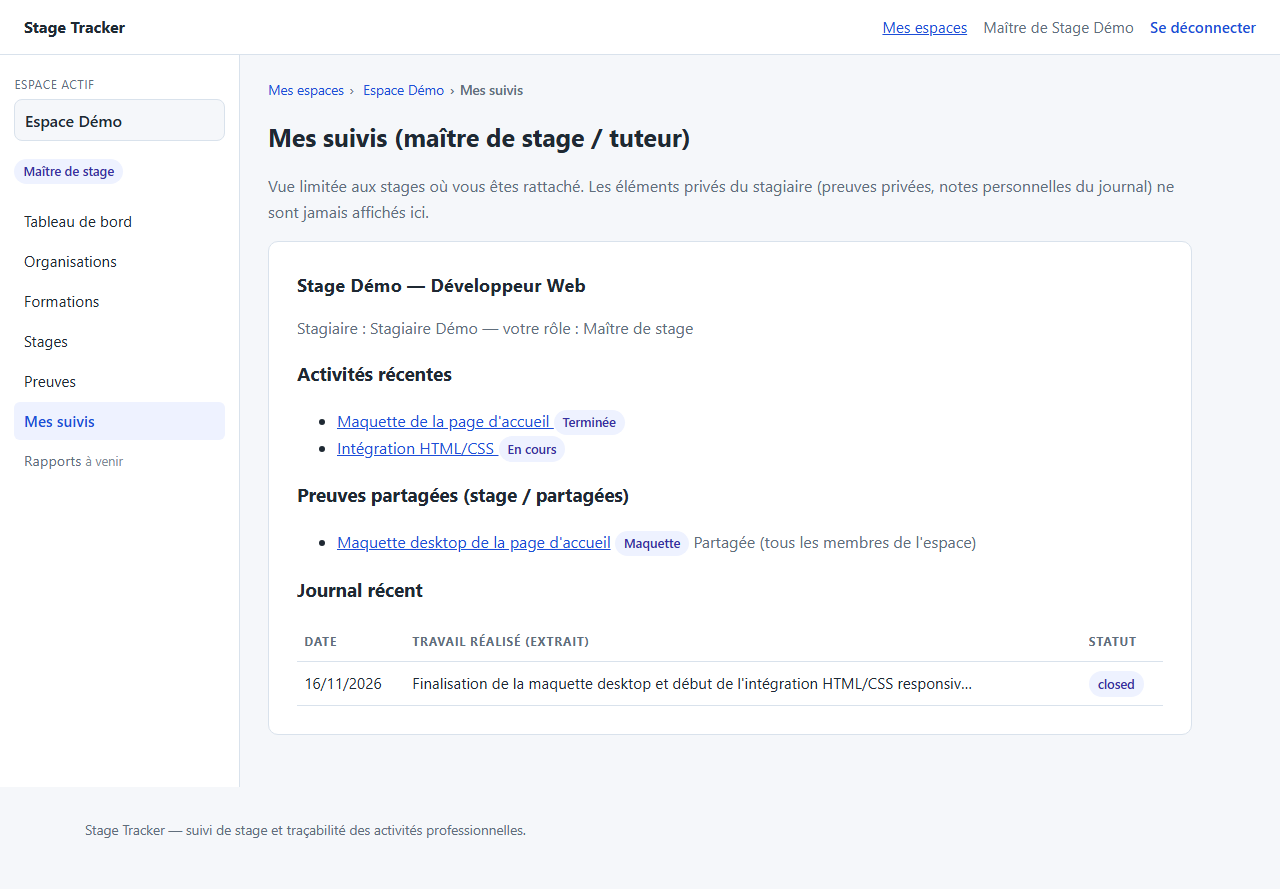 Stage Tracker
Mes espaces Maître de Stage Démo Se déconnecter
ESPACE ACTIF
Espace Démo
Maître de stage
Tableau de bord
Organisations
Formations
Stages
Preuves
Mes suivis
Rapports à venir
Mes espaces › Espace Démo › Mes suivis
Mes suivis (maître de stage / tuteur)
Vue limitée aux stages où vous êtes rattaché. Les éléments privés du stagiaire (preuves privées, notes personnelles du journal) ne
sont jamais affichés ici.
Stage Démo — Développeur Web
Stagiaire : Stagiaire Démo — votre rôle : Maître de stage
Activités récentes
Maquette de la page d'accueil Terminée
Intégration HTML/CSS En cours
Preuves partagées (stage / partagées)
Maquette desktop de la page d'accueil Maquette Partagée (tous les membres de l'espace)
Journal récent
DATE TRAVAIL RÉALISÉ (EXTRAIT) STATUT
16/11/2026 Finalisation de la maquette desktop et début de l'intégration HTML/CSS responsiv... closed
Stage Tracker — suivi de stage et traçabilité des activités professionnelles.